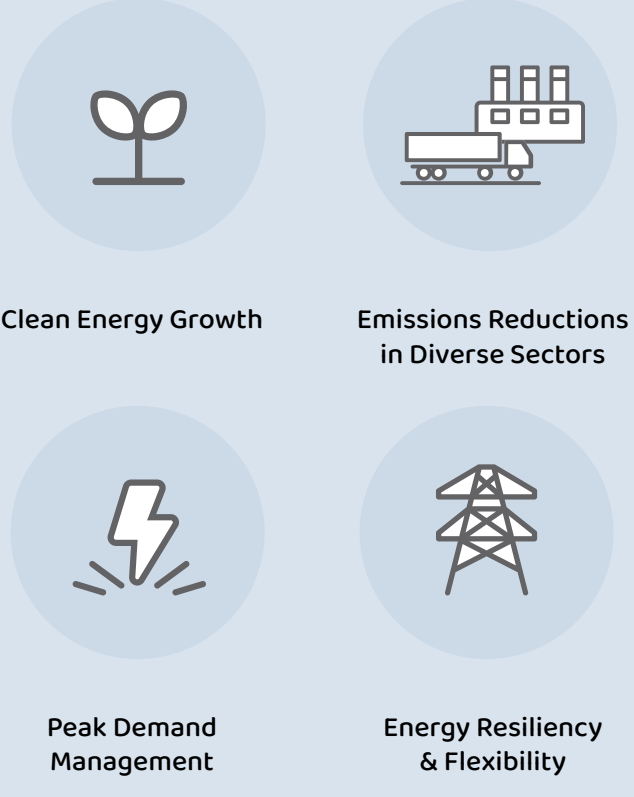 Clean Energy Growth
Emissions Reductions
in Diverse Sectors
Peak Demand
Management
Energy Resiliency
& Flexibility